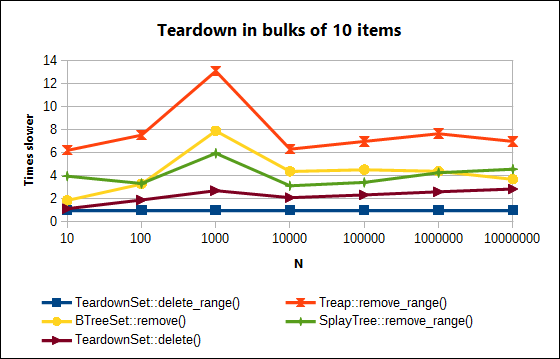 Teardown in bulks of 10 items
14
12
10
8
6
4
2
0
Times slower
10 100 1000 10000 100000 1000000 10000000
N
TeardownSet::delete_range() Treap::remove_range()
BTreeSet::remove() SplayTree::remove_range()
TeardownSet::delete()